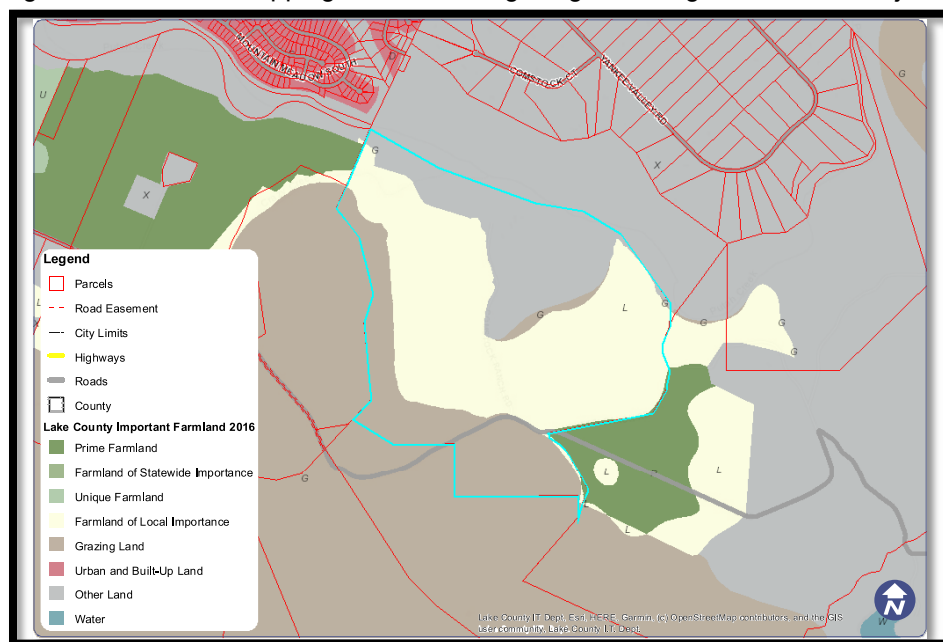 MOUNTAIN MEADOW SOUTH
COMSTOCK CT
YANKEE VALLEY RD
G
U
G
X
X
L
G
L
G
G
G
G
L
L
L
G
W
Legend
Parcels
Road Easement
City Limits
Highways
Roads
County
Lake County Important Farmland 2016
Prime Farmland
Farmland of Statewide Importance
Unique Farmland
Farmland of Local Importance
Grazing Land
Urban and Built-Up Land
Other Land
Water
N
Lake County IT Dept, Esri, HERE, Garmin, (c) OpenStreetMap contributors, and the GIS
user community, Lake County I.T. Dept.